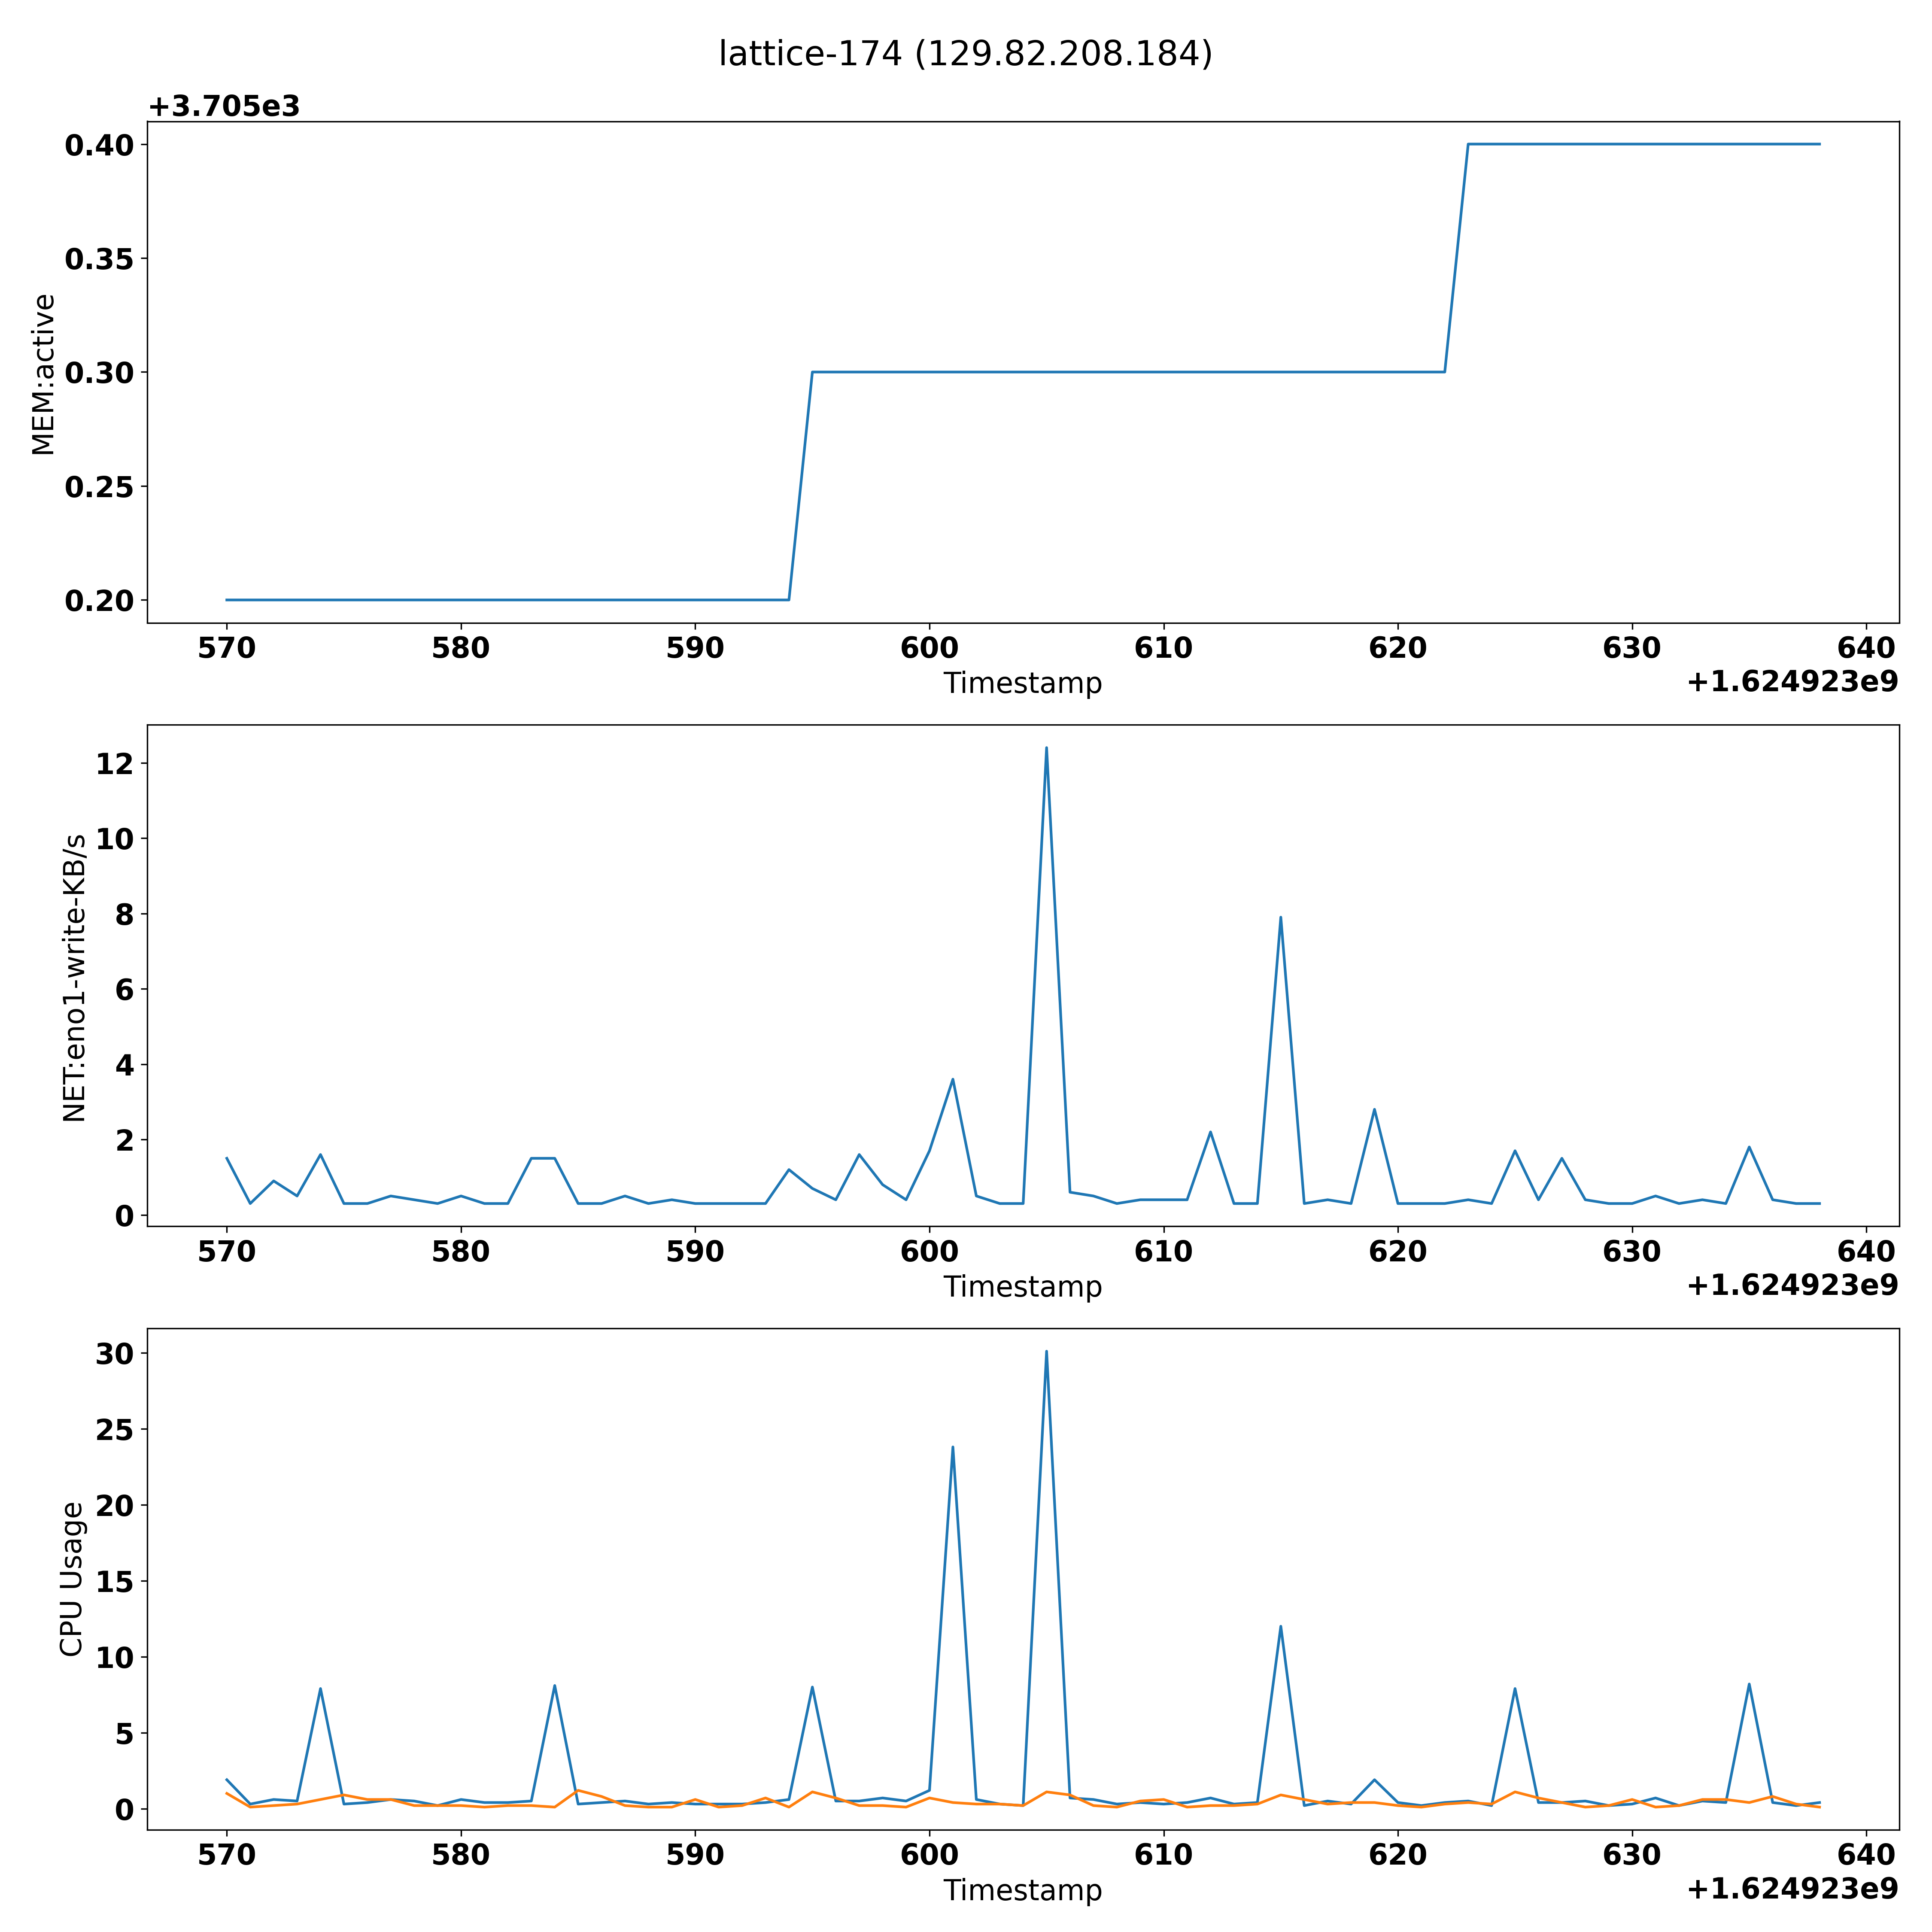 lattice-174 (129.82.208.184)
+3.705e3
0.40
0.35
0.30
0.25
0.20
MEM:active
570 580 590 600 610 620 630 640
Timestamp
+1.624923e9
12
10
8
6
4
2
0
NET:eno1-write-KB/s
570 580 590 600 610 620 630 640
Timestamp
+1.624923e9
30
25
20
15
10
5
0
CPU Usage
570 580 590 600 610 620 630 640
Timestamp
+1.624923e9